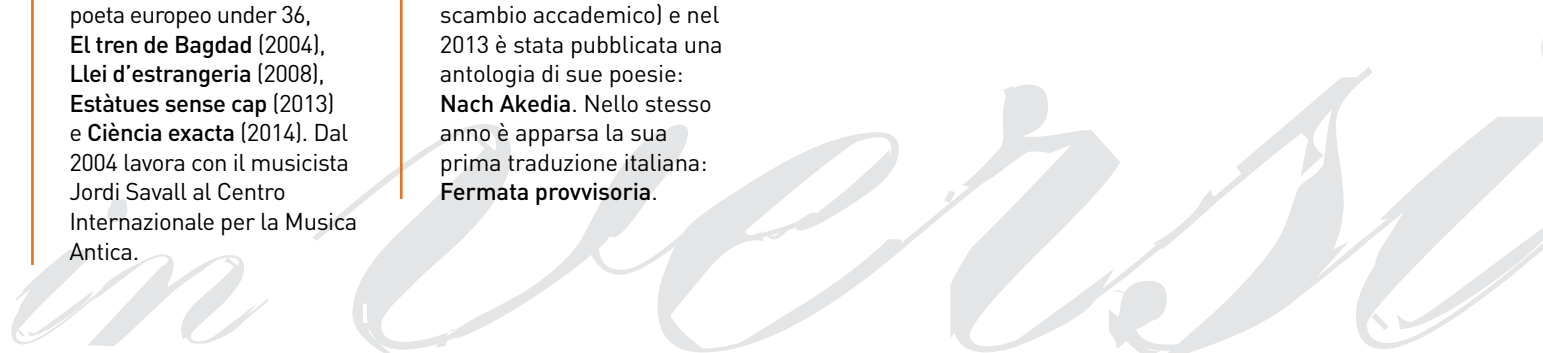 poeta europeo under 36,
El tren de Bagdad (2004),
Llei d’estrangeria (2008),
Estàtues sense cap (2013)
e Ciència exacta (2014). Dal
2004 lavora con il musicista
Jordi Savall al Centro
Internazionale per la Musica
Antica.
scambio accademico) e nel
2013 è stata pubblicata una
antologia di sue poesie:
Nach Akedia. Nello stesso
anno è apparsa la sua
prima traduzione italiana:
Fermata provvisoria.
in vers